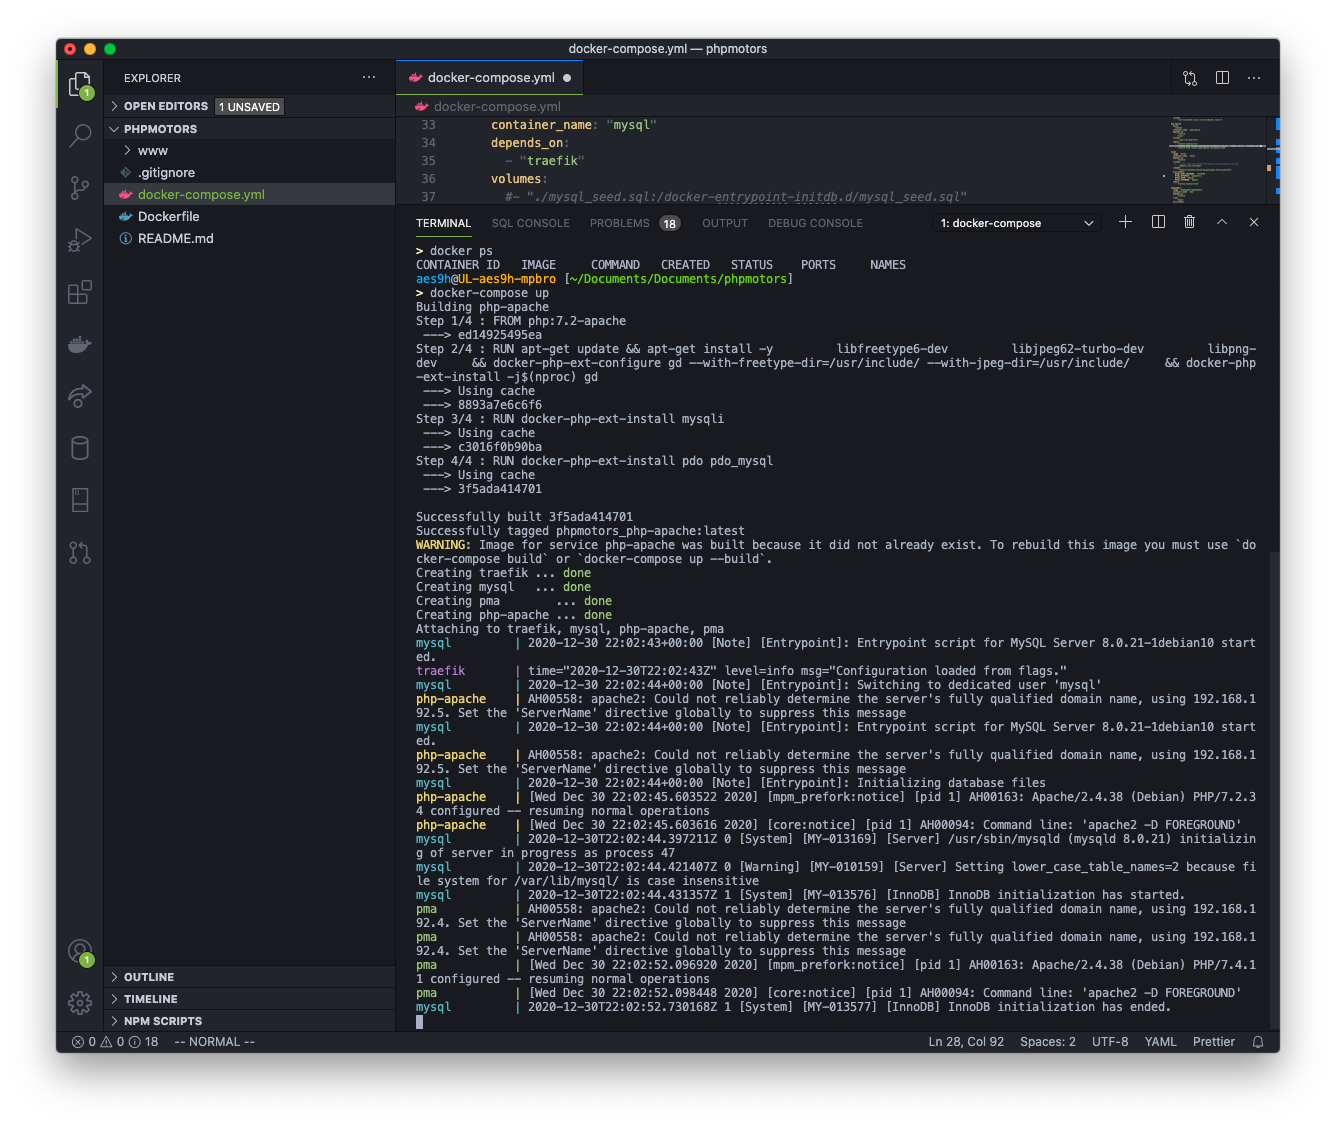 docker-compose.yml — phpmotors
EXPLORER
OPEN EDITORS 1 UNSAVED
PHPMOTORS
www
.gitignore
docker-compose.yml
Dockerfile
README.md
OUTLINE
TIMELINE
NPM SCRIPTS
1
1
docker-compose.yml
docker-compose.yml
33 container_name: "mysql"
34 depends_on:
35 - "traefik"
36 volumes:
37 #- "./mysql_seed.sql:/docker-entrypoint-initdb.d/mysql_seed.sql"
TERMINAL SQL CONSOLE PROBLEMS 18 OUTPUT DEBUG CONSOLE 1: docker-compose
> docker ps
CONTAINER ID IMAGE COMMAND CREATED STATUS PORTS NAMES
aes9h@UL-aes9h-mpbro [~/Documents/Documents/phpmotors]
> docker-compose up
Building php-apache
Step 1/4 : FROM php:7.2-apache
---> ed14925495ea
Step 2/4 : RUN apt-get update && apt-get install -y libfreetype6-dev libjpeg62-turbo-dev libpng-
dev && docker-php-ext-configure gd --with-freetype-dir=/usr/include/ --with-jpeg-dir=/usr/include/ && docker-php
-ext-install -j$(nproc) gd
---> Using cache
---> 8893a7e6c6f6
Step 3/4 : RUN docker-php-ext-install mysqli
---> Using cache
---> c3016f0b90ba
Step 4/4 : RUN docker-php-ext-install pdo pdo_mysql
---> Using cache
---> 3f5ada414701
Successfully built 3f5ada414701
Successfully tagged phpmotors_php-apache:latest
WARNING: Image for service php-apache was built because it did not already exist. To rebuild this image you must use `do
cker-compose build` or `docker-compose up --build`.
Creating traefik ... done
Creating mysql ... done
Creating pma ... done
Creating php-apache ... done
Attaching to traefik, mysql, php-apache, pma
mysql | 2020-12-30 22:02:43+00:00 [Note] [Entrypoint]: Entrypoint script for MySQL Server 8.0.21-1debian10 start
ed.
traefik | time="2020-12-30T22:02:43Z" level=info msg="Configuration loaded from flags."
mysql | 2020-12-30 22:02:44+00:00 [Note] [Entrypoint]: Switching to dedicated user 'mysql'
php-apache | AH00558: apache2: Could not reliably determine the server's fully qualified domain name, using 192.168.1
92.5. Set the 'ServerName' directive globally to suppress this message
mysql | 2020-12-30 22:02:44+00:00 [Note] [Entrypoint]: Entrypoint script for MySQL Server 8.0.21-1debian10 start
ed.
php-apache | AH00558: apache2: Could not reliably determine the server's fully qualified domain name, using 192.168.1
92.5. Set the 'ServerName' directive globally to suppress this message
mysql | 2020-12-30 22:02:44+00:00 [Note] [Entrypoint]: Initializing database files
php-apache | [Wed Dec 30 22:02:45.603522 2020] [mpm_prefork:notice] [pid 1] AH00163: Apache/2.4.38 (Debian) PHP/7.2.3
4 configured -- resuming normal operations
php-apache | [Wed Dec 30 22:02:45.603616 2020] [core:notice] [pid 1] AH00094: Command line: 'apache2 -D FOREGROUND'
mysql | 2020-12-30T22:02:44.397211Z 0 [System] [MY-013169] [Server] /usr/sbin/mysqld (mysqld 8.0.21) initializin
g of server in progress as process 47
mysql | 2020-12-30T22:02:44.421407Z 0 [Warning] [MY-010159] [Server] Setting lower_case_table_names=2 because fi
le system for /var/lib/mysql/ is case insensitive
mysql | 2020-12-30T22:02:44.431357Z 1 [System] [MY-013576] [InnoDB] InnoDB initialization has started.
pma | AH00558: apache2: Could not reliably determine the server's fully qualified domain name, using 192.168.1
92.4. Set the 'ServerName' directive globally to suppress this message
pma | AH00558: apache2: Could not reliably determine the server's fully qualified domain name, using 192.168.1
92.4. Set the 'ServerName' directive globally to suppress this message
pma | [Wed Dec 30 22:02:52.096920 2020] [mpm_prefork:notice] [pid 1] AH00163: Apache/2.4.38 (Debian) PHP/7.4.1
1 configured -- resuming normal operations
pma | [Wed Dec 30 22:02:52.098448 2020] [core:notice] [pid 1] AH00094: Command line: 'apache2 -D FOREGROUND'
mysql | 2020-12-30T22:02:52.730168Z 1 [System] [MY-013577] [InnoDB] InnoDB initialization has ended.
0 0 18 -- NORMAL -- Ln 28, Col 92 Spaces: 2 UTF-8 YAML Prettier